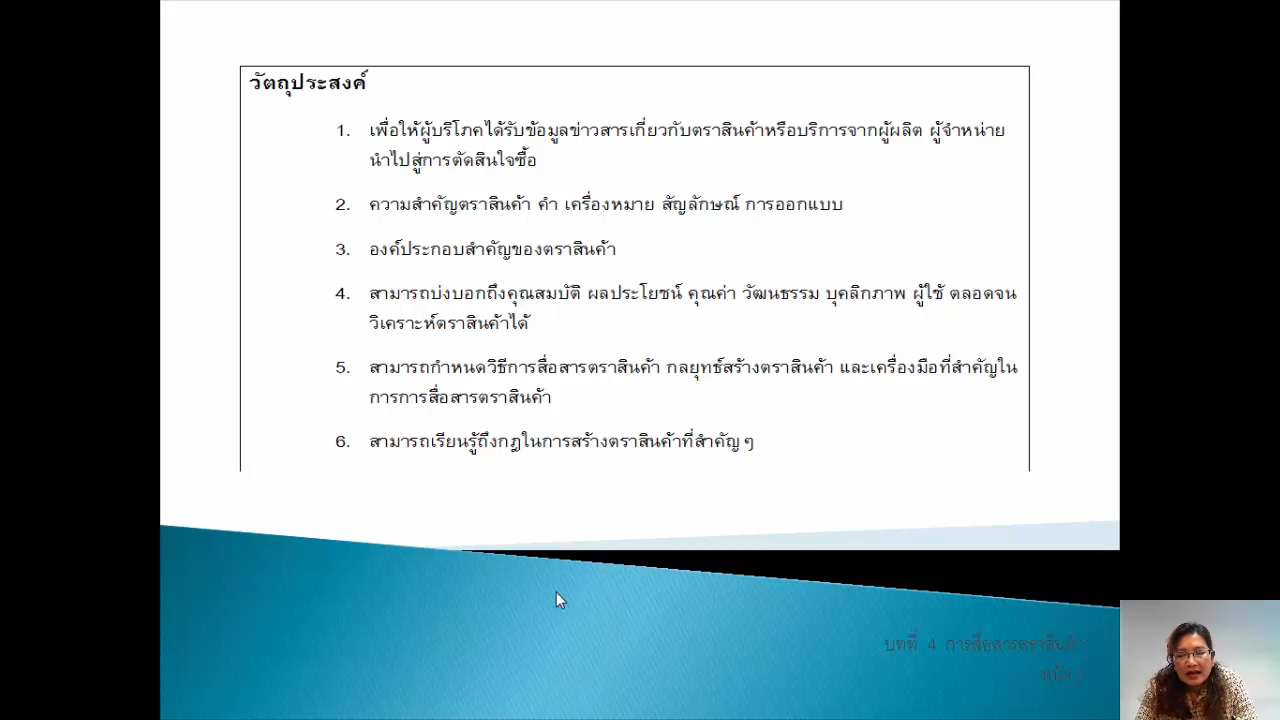 วัตถุประสงค์
1. เพื่อให้ผู้บริโภคได้รับข้อมูลข่าวสารเกี่ยวกับตราสินค้าหรือบริการจากผู้ผลิต ผู้จำหน่าย
นำไปสู่การตัดสินใจซื้อ
2. ความสำคัญตราสินค้า คำ เครื่องหมาย สัญลักษณ์ การออกแบบ
3. องค์ประกอบสำคัญของตราสินค้า
4. สามารถบ่งบอกถึงคุณสมบัติ ผลประโยชน์ คุณค่า วัฒนธรรม บุคลิกภาพ ผู้ใช้ ตลอดจน
วิเคราะห์ตราสินค้าได้
5. สามารถกำหนดวิธีการสื่อสารตราสินค้า กลยุทธ์สร้างตราสินค้า และเครื่องมือที่สำคัญใน
การการสื่อสารตราสินค้า
6. สามารถเรียนรู้ถึงกฎในการสร้างตราสินค้าที่สำคัญ ๆ
บทที่ 4 การสื่อสารตราสินค้า